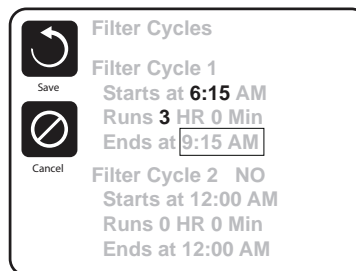 Filter Cycles
Save
Filter Cycle 1
Starts at 6:15 AM
Runs 3 HR 0 Min
Ends at 9:15 AM
Cancel
Filter Cycle 2 NO
Starts at 12:00 AM
Runs 0 HR 0 Min
Ends at 12:00 AM